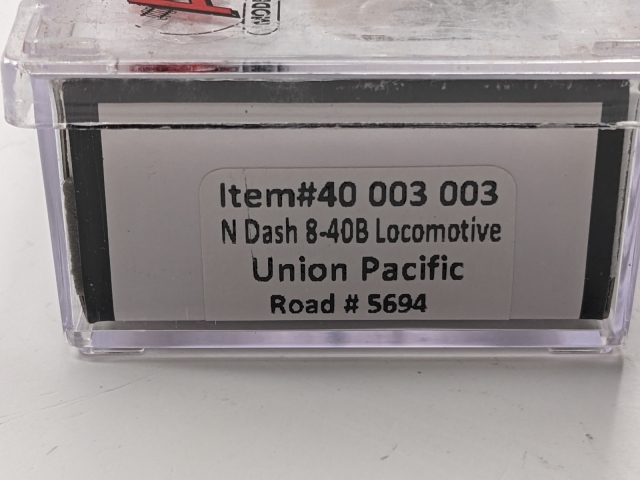 Item#40 003 003
N Dash 8-40B Locomotive
Union Pacific
Road # 5694